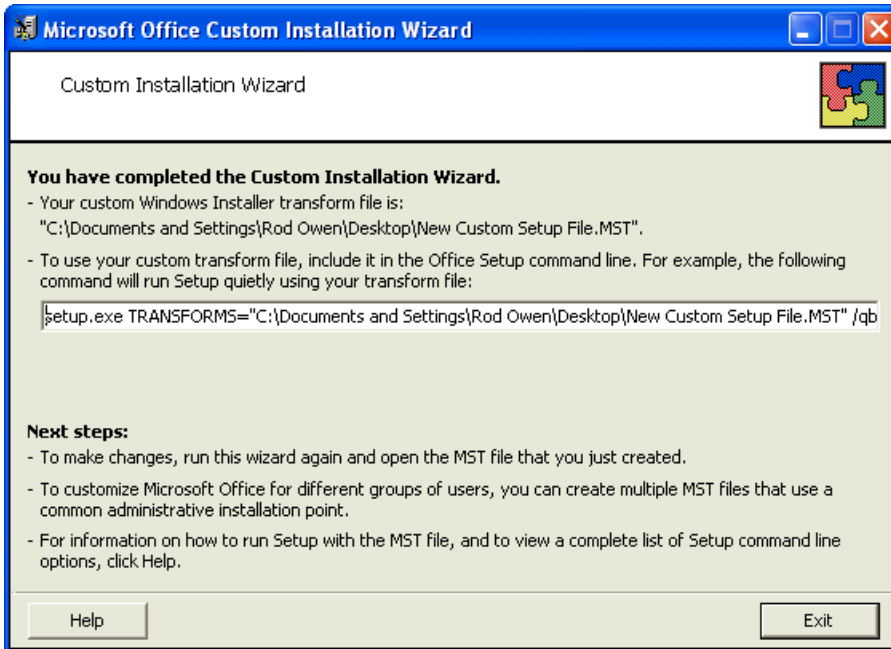 Microsoft Office Custom Installation Wizard
Custom Installation Wizard
You have completed the Custom Installation Wizard.
- Your custom Windows Installer transform file is:
"C:\Documents and Settings\Rod Owen\Desktop\New Custom Setup File.MST".
- To use your custom transform file, include it in the Office Setup command line. For example, the following
command will run Setup quietly using your transform file:
setup.exe TRANSFORMS="C:\Documents and Settings\Rod Owen\Desktop\New Custom Setup File.MST" /qb
Next steps:
- To make changes, run this wizard again and open the MST file that you just created.
- To customize Microsoft Office for different groups of users, you can create multiple MST files that use a
common administrative installation point.
- For information on how to run Setup with the MST file, and to view a complete list of Setup command line
options, click Help.
Help
Exit